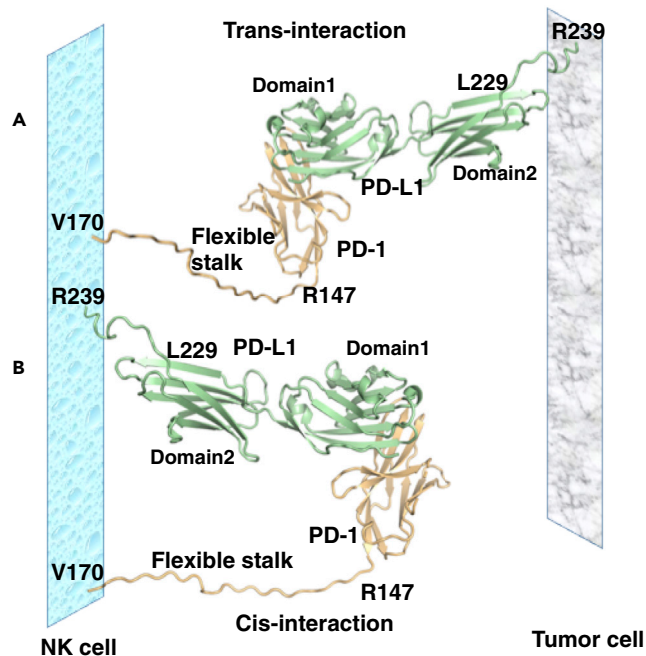 Trans-interaction
R239
A
Domain1
L229
PD-L1
Domain2
V170
Flexible
stalk
PD-1
R147
R239
B
L229
PD-L1
Domain1
Domain2
PD-1
Flexible stalk
V170
R147
Cis-interaction
NK cell
Tumor cell